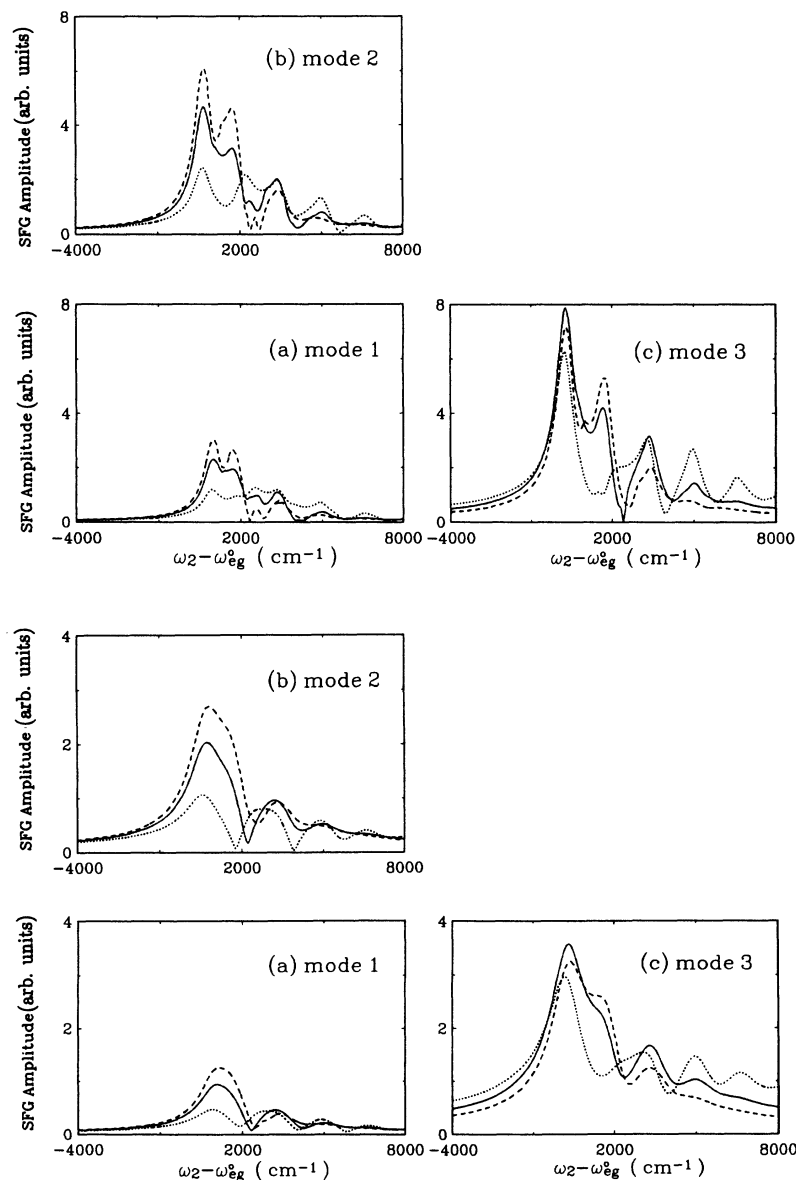 8
4
0
SFG Amplitude (arb. units)
(b) mode 2
−4000
2000
8000
8
4
0
SFG Amplitude (arb. units)
(a) mode 1
−4000
2000
8000
ω₂−ω°eg ( cm⁻¹ )
8
4
0
(c) mode 3
−4000
2000
8000
ω₂−ω°eg ( cm⁻¹ )
4
2
0
SFG Amplitude (arb. units)
(b) mode 2
−4000
2000
8000
4
2
0
SFG Amplitude (arb. units)
(a) mode 1
−4000
2000
8000
ω₂−ω°eg ( cm⁻¹ )
4
2
0
(c) mode 3
−4000
2000
8000
ω₂−ω°eg ( cm⁻¹ )